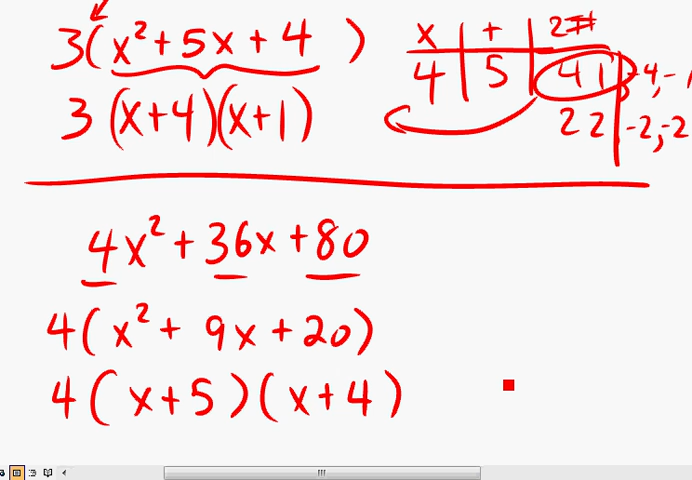 3(x²+5x+4)
x + 2#
4 5 4 1 -4,-1
2 2 -2,-2
3(x+4)(x+1)
4x²+36x+80
4(x²+9x+20)
4(x+5)(x+4)